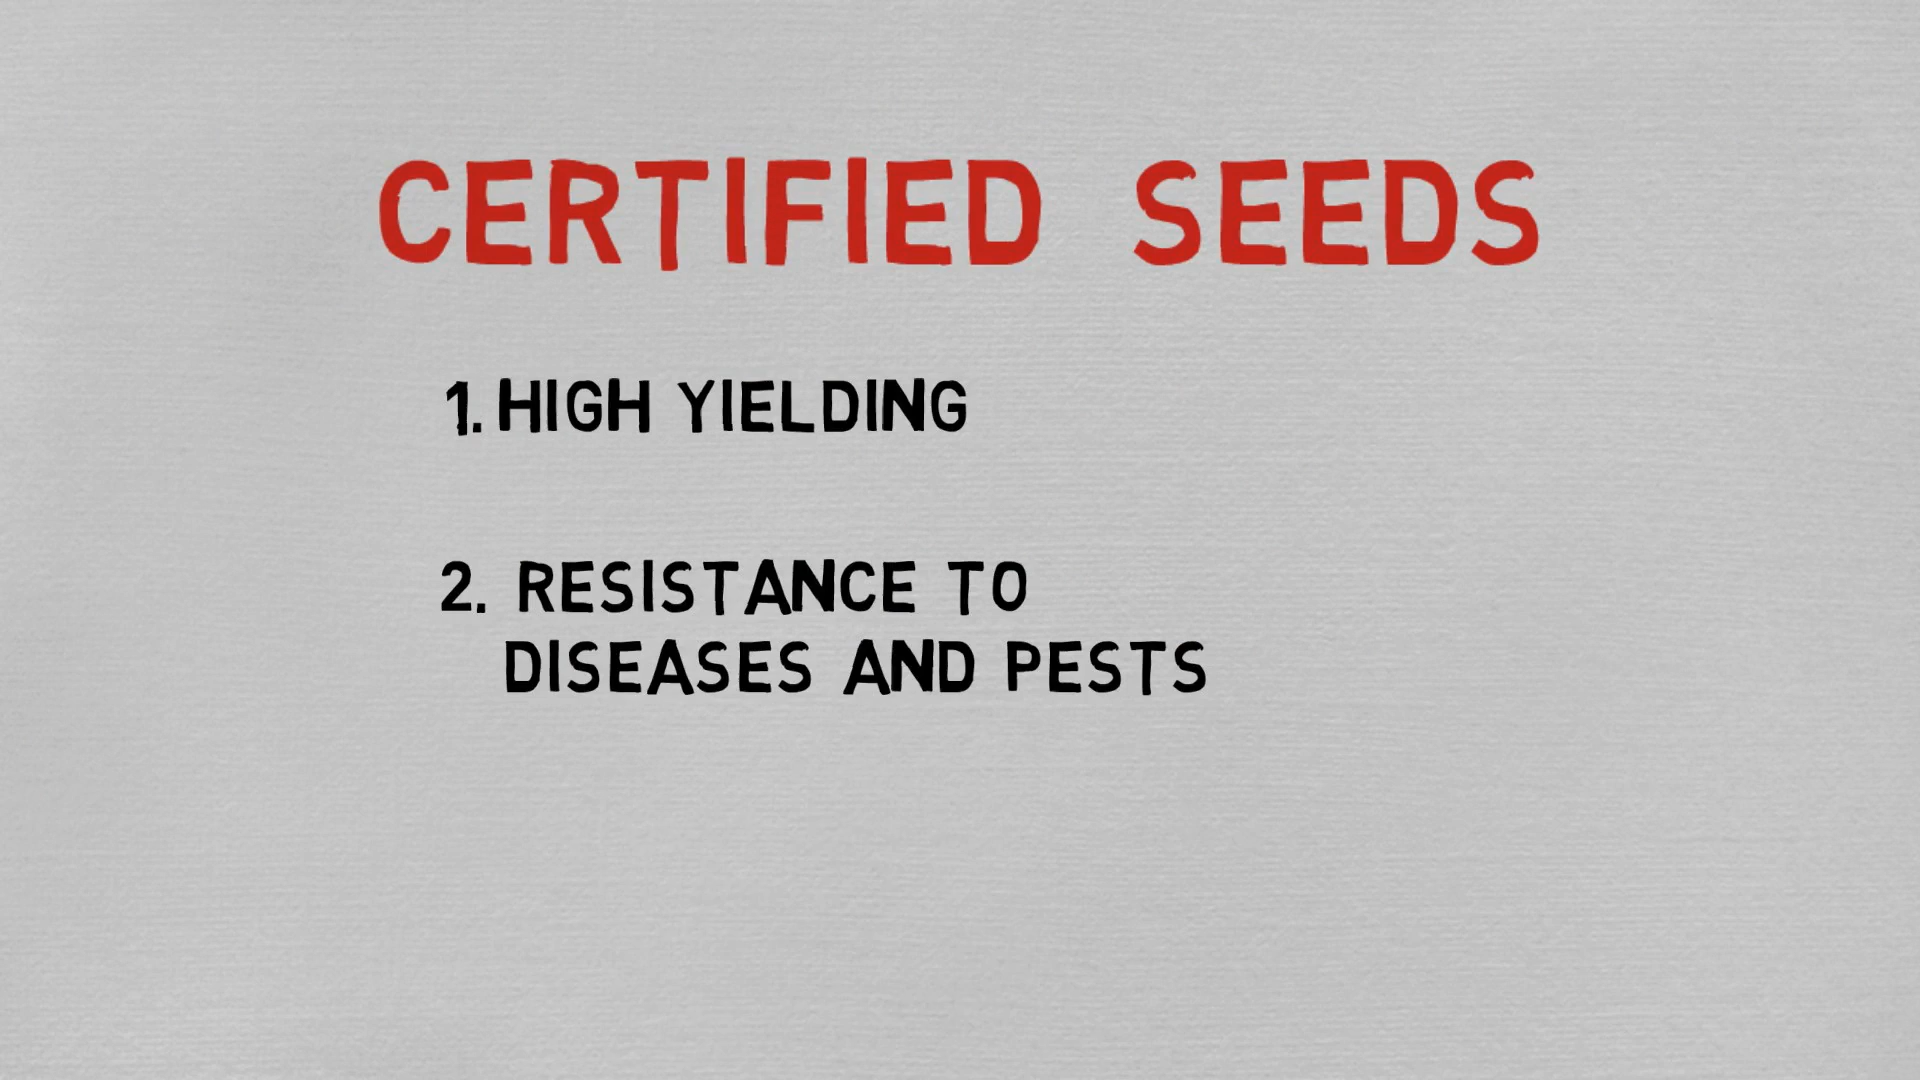 CERTIFIED SEEDS
1. HIGH YIELDING
2. RESISTANCE TO
DISEASES AND PESTS